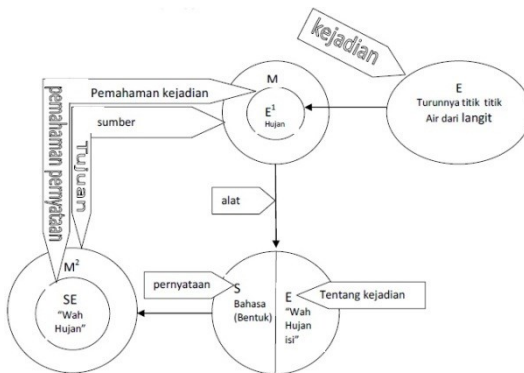 kejadian
M
E¹
Hujan
E
Turunnya titik titik
Air dari langit
Pemahaman kejadian
sumber
pemahaman pernyataan
Tujuan
alat
M²
SE
"Wah
Hujan"
pernyataan
S
Bahasa
(Bentuk)
E
"Wah
Hujan
isi"
Tentang kejadian